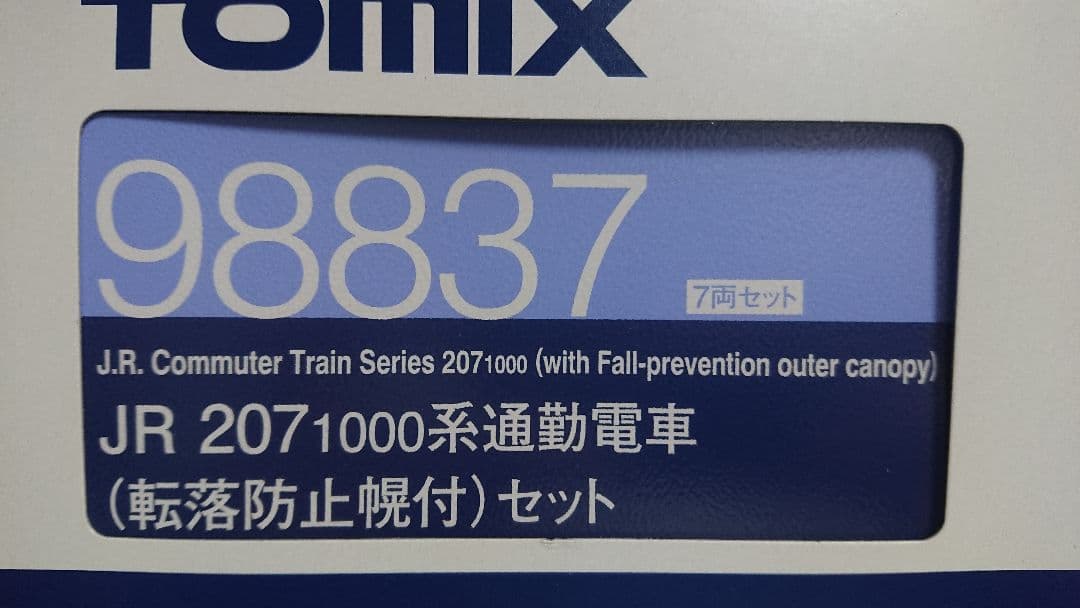 TOMIX
98837
7両セット
J.R. Commuter Train Series 2071000 (with Fall-prevention outer canopy)
JR 2071000系通勤電車
(転落防止幌付)セット